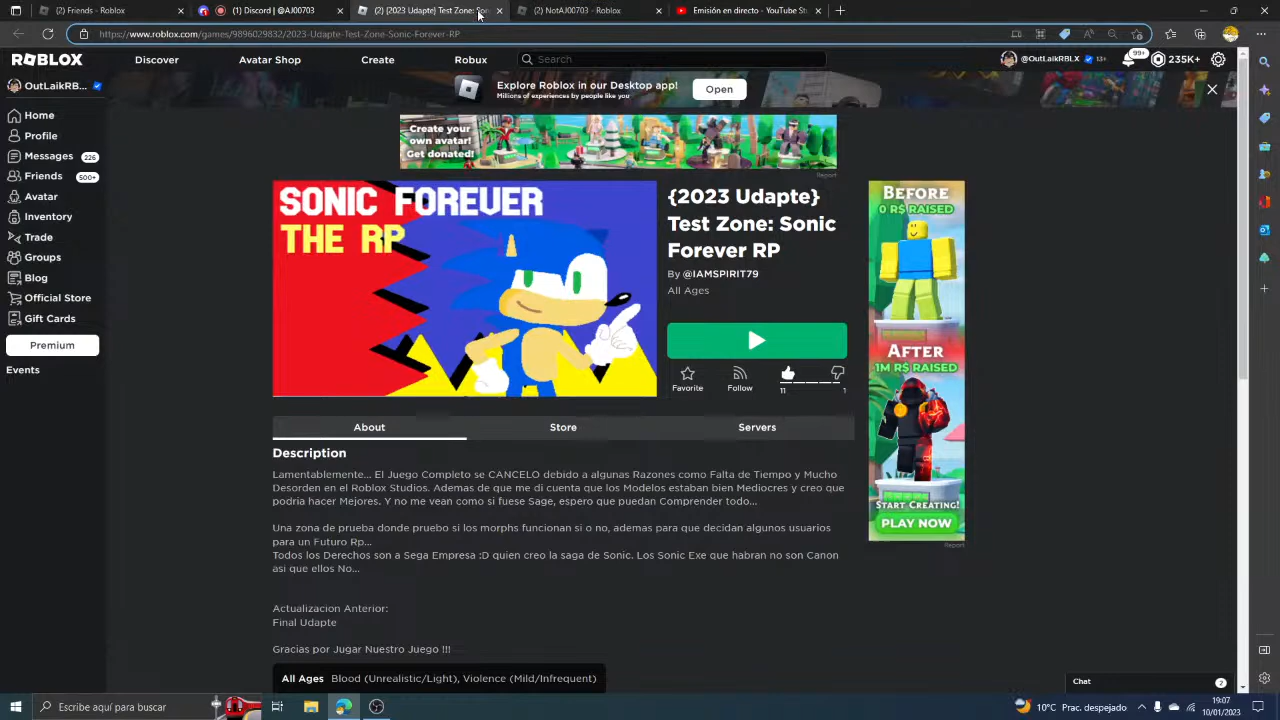 (2) Friends - Roblox
(1) Discord | @AJ00703
(2) {2023 Udapte} Test Zone: 
(2) NotAJ00703 - Roblox
Emisión en directo - YouTube St
https://www.roblox.com/games/9896029832/2023-Udapte-Test-Zone-Sonic-Forever-RP
ROBLOX
Discover
Avatar Shop
Create
Robux
Search
@OutLaikRBLX
13+
99+
235K+
OutLaikRB...
Explore Roblox in our Desktop app!
Millions of experiences by people like you
Open
Home
Profile
Messages 226
Friends 500+
Avatar
Inventory
Trade
Groups
Blog
Official Store
Gift Cards
Premium
Events
Create your
own avatar!
Get donated!
Report
SONIC FOREVER
THE RP
{2023 Udapte}
Test Zone: Sonic
Forever RP
By @IAMSPIRIT79
All Ages
Favorite
Follow
11
1
BEFORE
0 R$ RAISED
AFTER
1M R$ RAISED
START CREATING!
PLAY NOW
Report
About
Store
Servers
Description
Lamentablemente... El Juego Completo se CANCELO debido a algunas Razones como Falta de Tiempo y Mucho
Desorden en el Roblox Studios. Ademas de que me di cuenta que los Modelos estaban bien Mediocres y creo que
podria hacer Mejores. Y no me vean como si fuese Sage, espero que puedan Comprender todo...
Una zona de prueba donde pruebo si los morphs funcionan si o no, ademas para que decidan algunos usuarios
para un Futuro Rp...
Todos los Derechos son a Sega Empresa :D quien creo la saga de Sonic. Los Sonic Exe que habran no son Canon
asi que ellos No...
Actualizacion Anterior:
Final Udapte
Gracias por Jugar Nuestro Juego !!!
All Ages Blood (Unrealistic/Light), Violence (Mild/Infrequent)
Chat
2
Escribe aquí para buscar
10°C Prac. despejado
19:07
10/01/2023